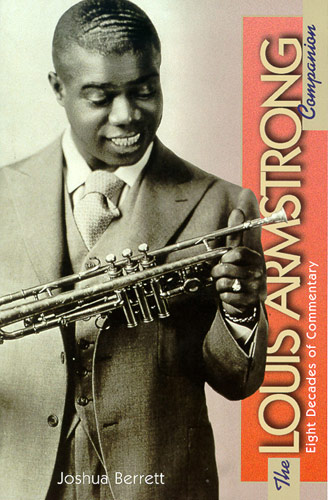 The
LOUIS ARMSTRONG
Companion
Eight Decades of Commentary
Joshua Berrett